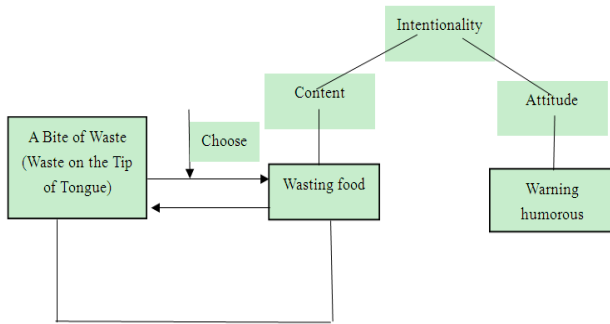 Intentionality
Content
Attitude
A Bite of Waste
(Waste on the Tip
of Tongue)
Choose
Wasting food
Warning
humorous